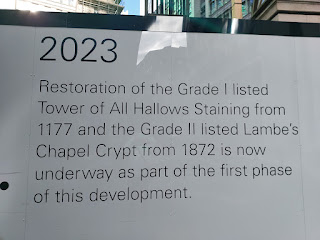 2023
Restoration of the Grade I listed
Tower of All Hallows Staining from
1177 and the Grade II listed Lambe's
Chapel Crypt from 1872 is now
underway as part of the first phase
of this development.